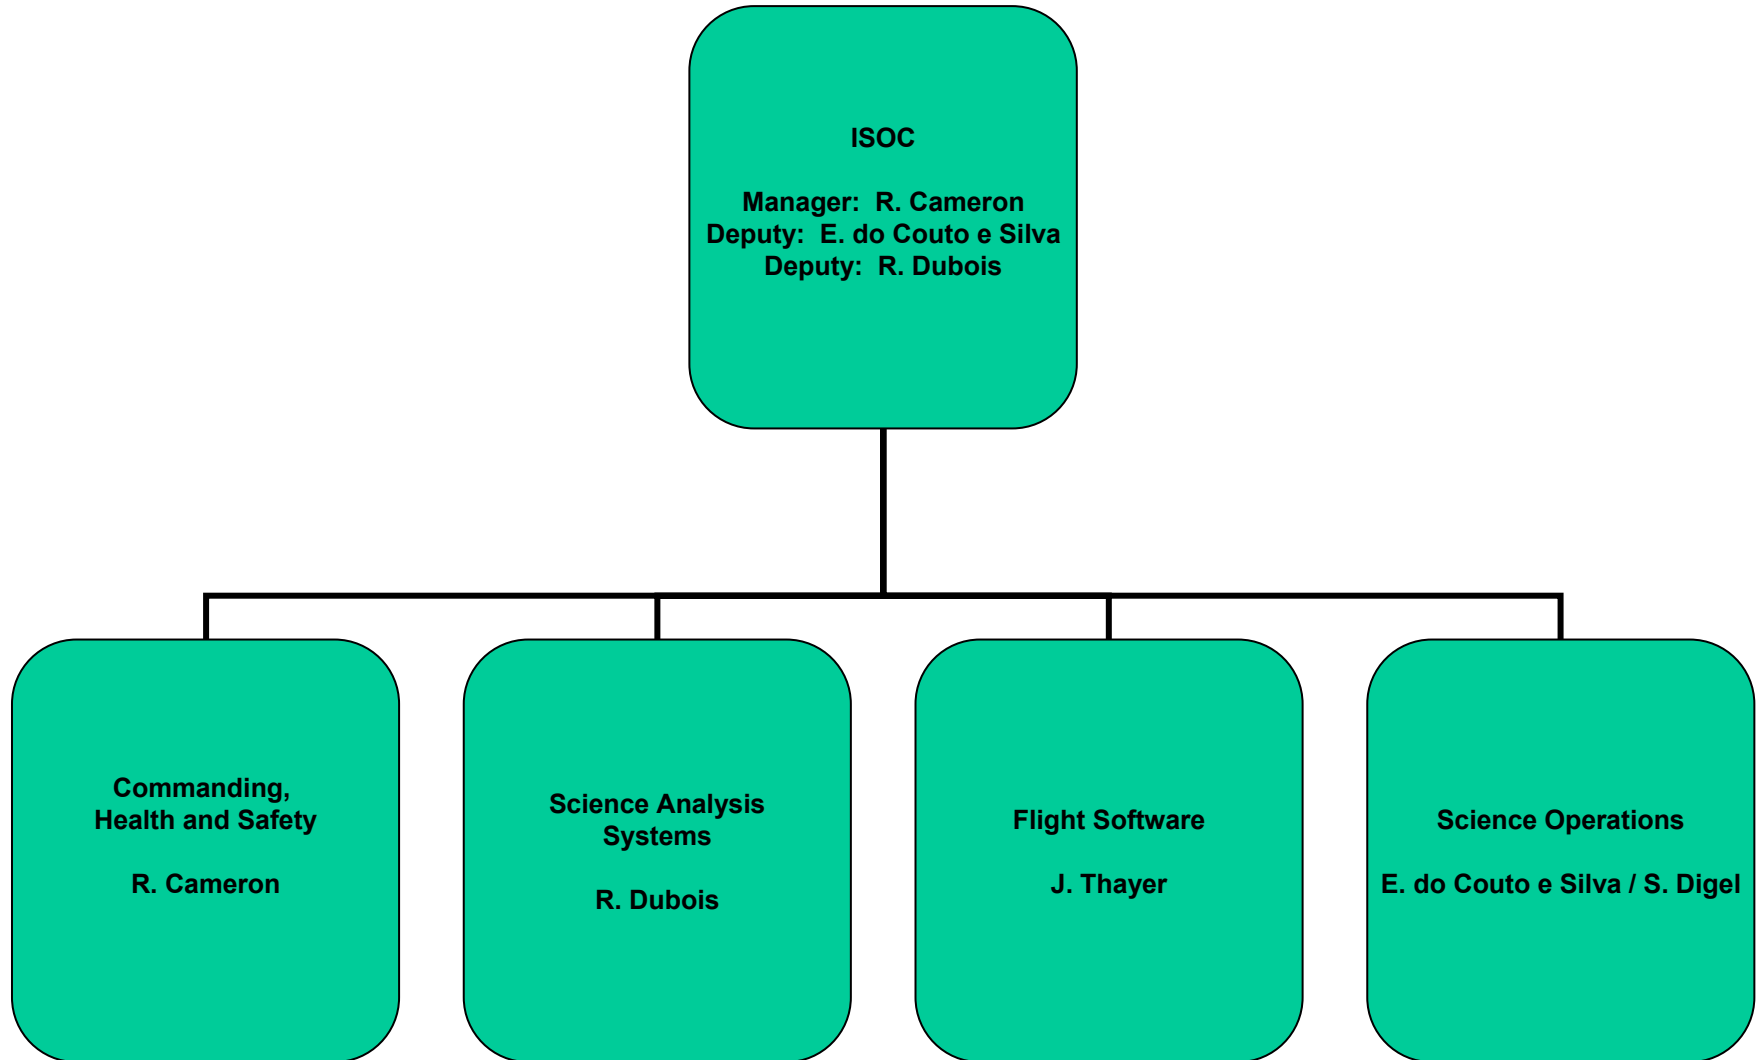 ISOC
Manager:  R. Cameron
Deputy:  E. do Couto e Silva
Deputy:  R. Dubois
Commanding,
Health and Safety
R. Cameron
Science Analysis
Systems
R. Dubois
Flight Software
J. Thayer
Science Operations
E. do Couto e Silva / S. Digel